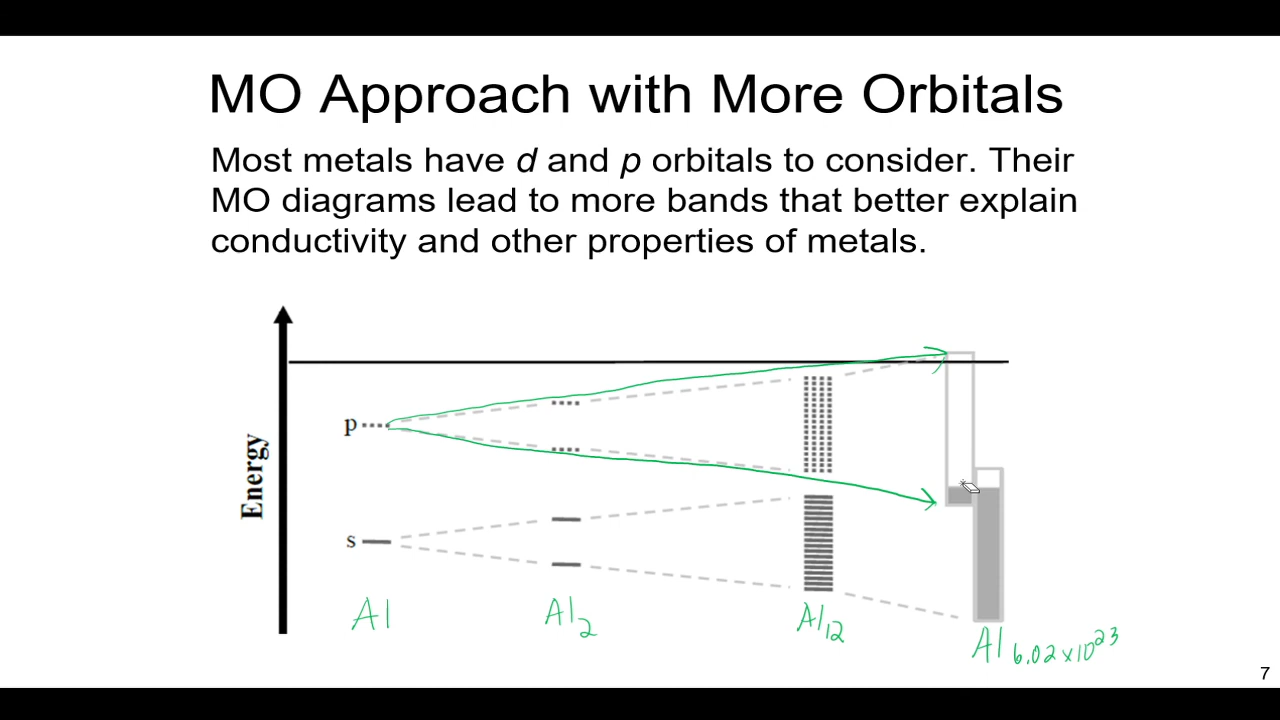 MO Approach with More Orbitals
Most metals have d and p orbitals to consider. Their
MO diagrams lead to more bands that better explain
conductivity and other properties of metals.
Energy
p
s
Al
Al2
Al12
Al6.02x10^23
7